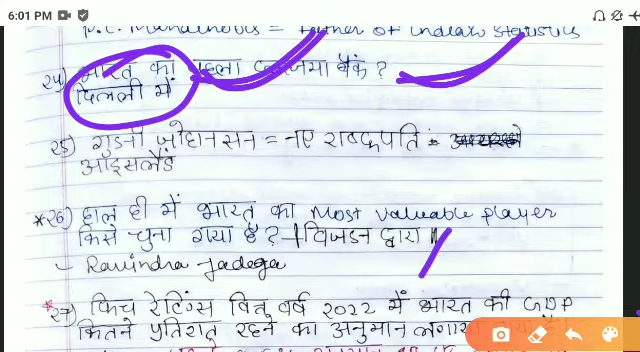 6:01 PM
P.C. Mahalnobis = Father of Indian Statistics
24) भारत का पहला प्लाज्मा बैंक ?
दिल्ली में
25) गुडनी जोहानसन = नए राष्ट्रपति :-
आइसलैंड
*26) हाल ही में भारत का Most valuable player
किसे चुना गया है ? - विजडन द्वारा
- Ravindra Jadega
*27) फिच रेटिंग्स वित्त वर्ष 2022 में भारत की GDP
कितने प्रतिशत रहने का अनुमान लगाया